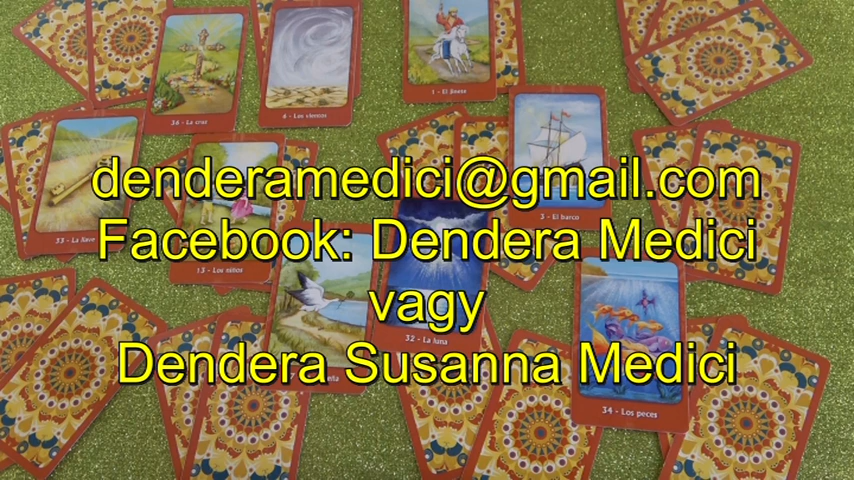 36 - La cruz
6 - Los vientos
1 - El jinete
denderamedici@gmail.com
3 - El barco
33 - La llave
Facebook: Dendera Medici
13 - Los niños
vagy
32 - La luna
Dendera Susanna Medici
34 - Los peces